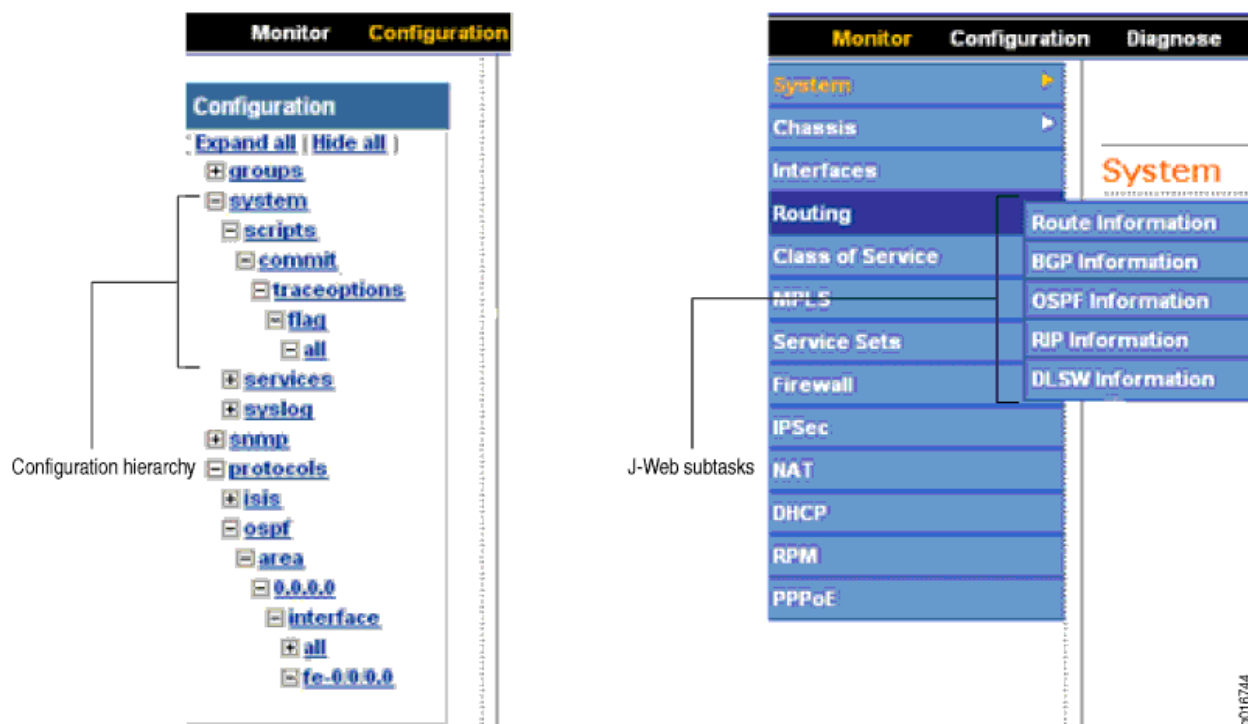 Monitor Configuration
Configuration
( Expand all | Hide all )
groups
system
scripts
commit
traceoptions
flag
all
services
syslog
snmp
protocols
isis
ospf
area
0.0.0.0
interface
all
fe-0/0/0.0
Configuration hierarchy
Monitor Configuration Diagnose
System
Chassis
Interfaces
Routing
Class of Service
MPLS
Service Sets
Firewall
IPSec
NAT
DHCP
RPM
PPPoE
System
Route Information
BGP Information
OSPF Information
RIP Information
DLSW Information
J-Web subtasks
g016744